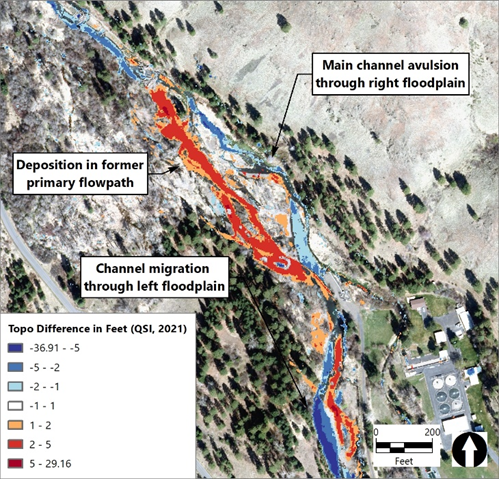 Main channel avulsion
through right floodplain
Deposition in former
primary flowpath
Channel migration
through left floodplain
Topo Difference in Feet (QSI, 2021)
-36.91 - -5
-5 - -2
-2 - -1
-1 - 1
1 - 2
2 - 5
5 - 29.16
0 200
Feet